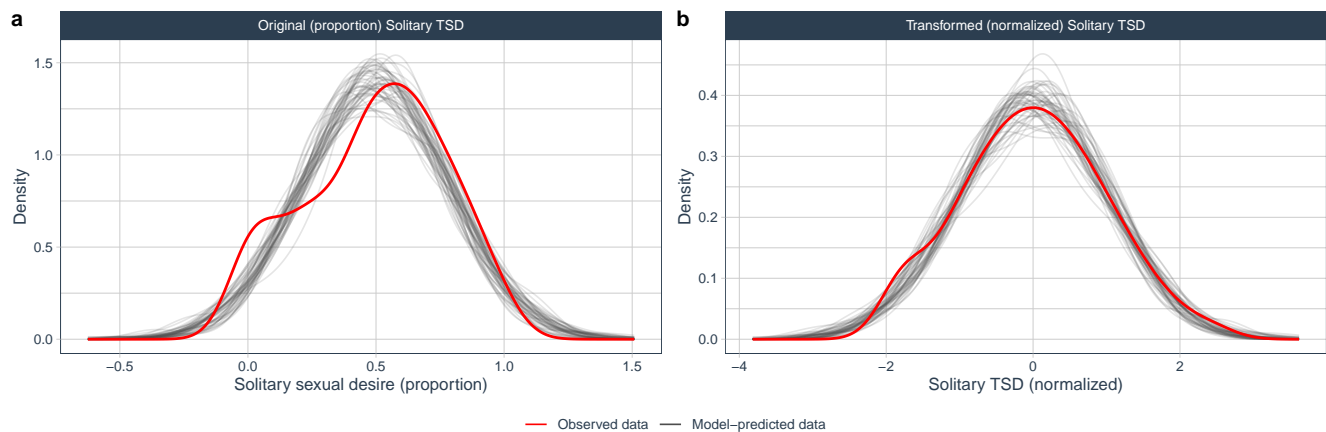 a
Original (proportion) Solitary TSD
Density
0.0
0.5
1.0
1.5
−0.5
0.0
0.5
1.0
1.5
Solitary sexual desire (proportion)
b
Transformed (normalized) Solitary TSD
Density
0.0
0.1
0.2
0.3
0.4
−4
−2
0
2
Solitary TSD (normalized)
Observed data
Model−predicted data